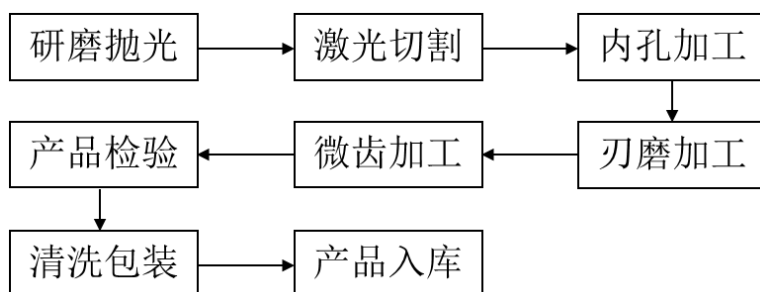 研磨抛光
激光切割
内孔加工
刃磨加工
微齿加工
产品检验
清洗包装
产品入库